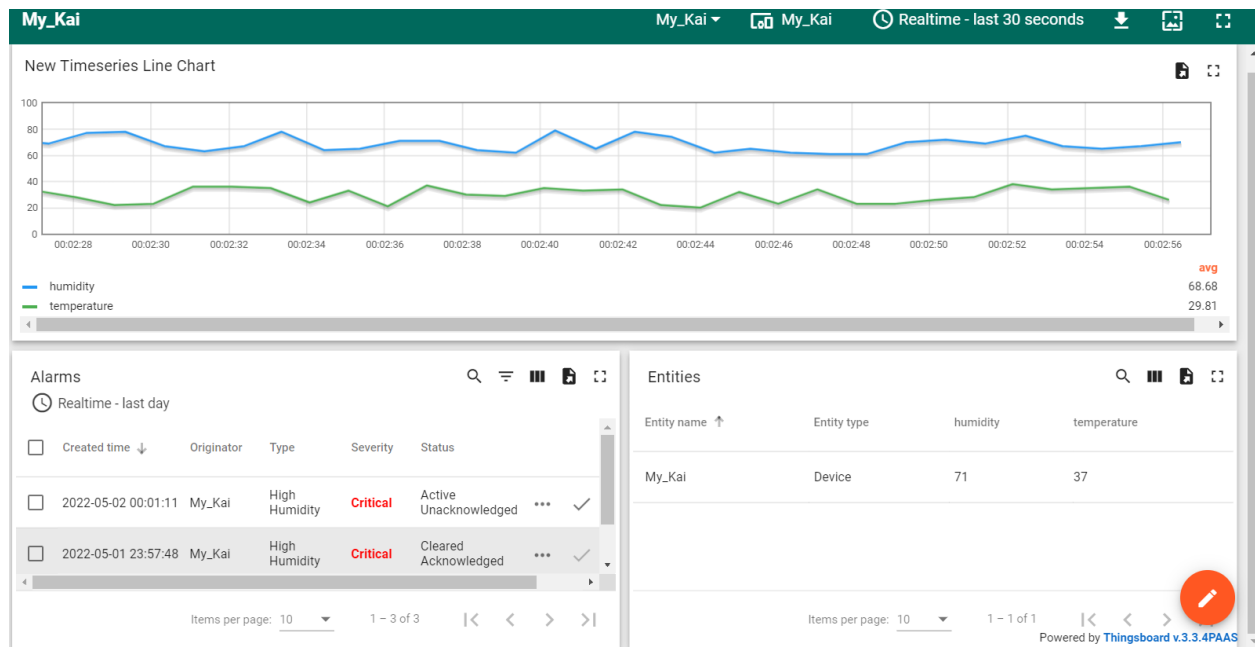 My_Kai My_Kai My_Kai Realtime - last 30 seconds
New Timeseries Line Chart
100
80
60
40
20
0
00:02:28 00:02:30 00:02:32 00:02:34 00:02:36 00:02:38 00:02:40 00:02:42 00:02:44 00:02:46 00:02:48 00:02:50 00:02:52 00:02:54 00:02:56
avg
humidity 68.68
temperature 29.81
Alarms
Realtime - last day
Created time Originator Type Severity Status
2022-05-02 00:01:11 My_Kai High Humidity Critical Active Unacknowledged
2022-05-01 23:57:48 My_Kai High Humidity Critical Cleared Acknowledged
Items per page: 10 1 – 3 of 3
Entities
Entity name Entity type humidity temperature
My_Kai Device 71 37
Items per page: 10 1 – 1 of 1
Powered by Thingsboard v.3.3.4PAAS